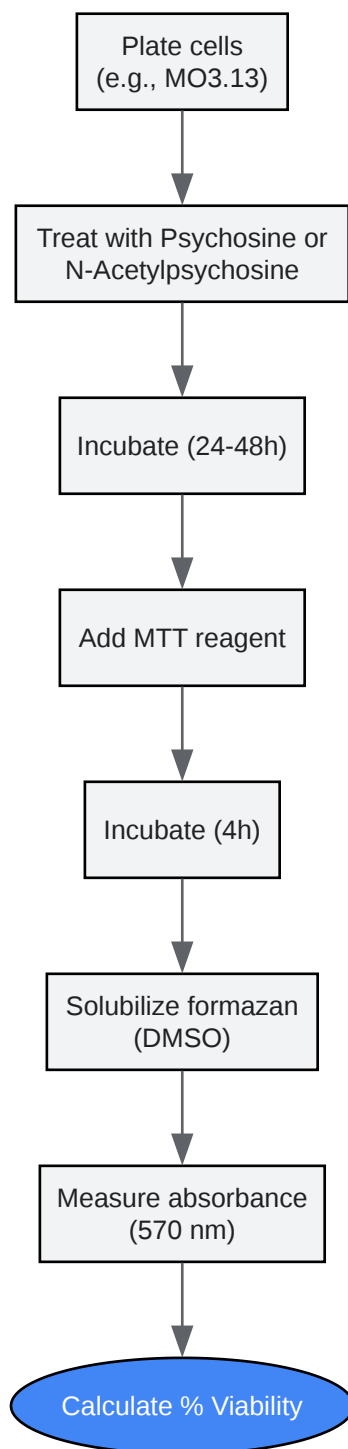 Plate cells
(e.g., MO3.13)
Treat with Psychosine or
N-Acetylpsychosine
Incubate (24-48h)
Add MTT reagent
Incubate (4h)
Solubilize formazan
(DMSO)
Measure absorbance
(570 nm)
Calculate % Viability